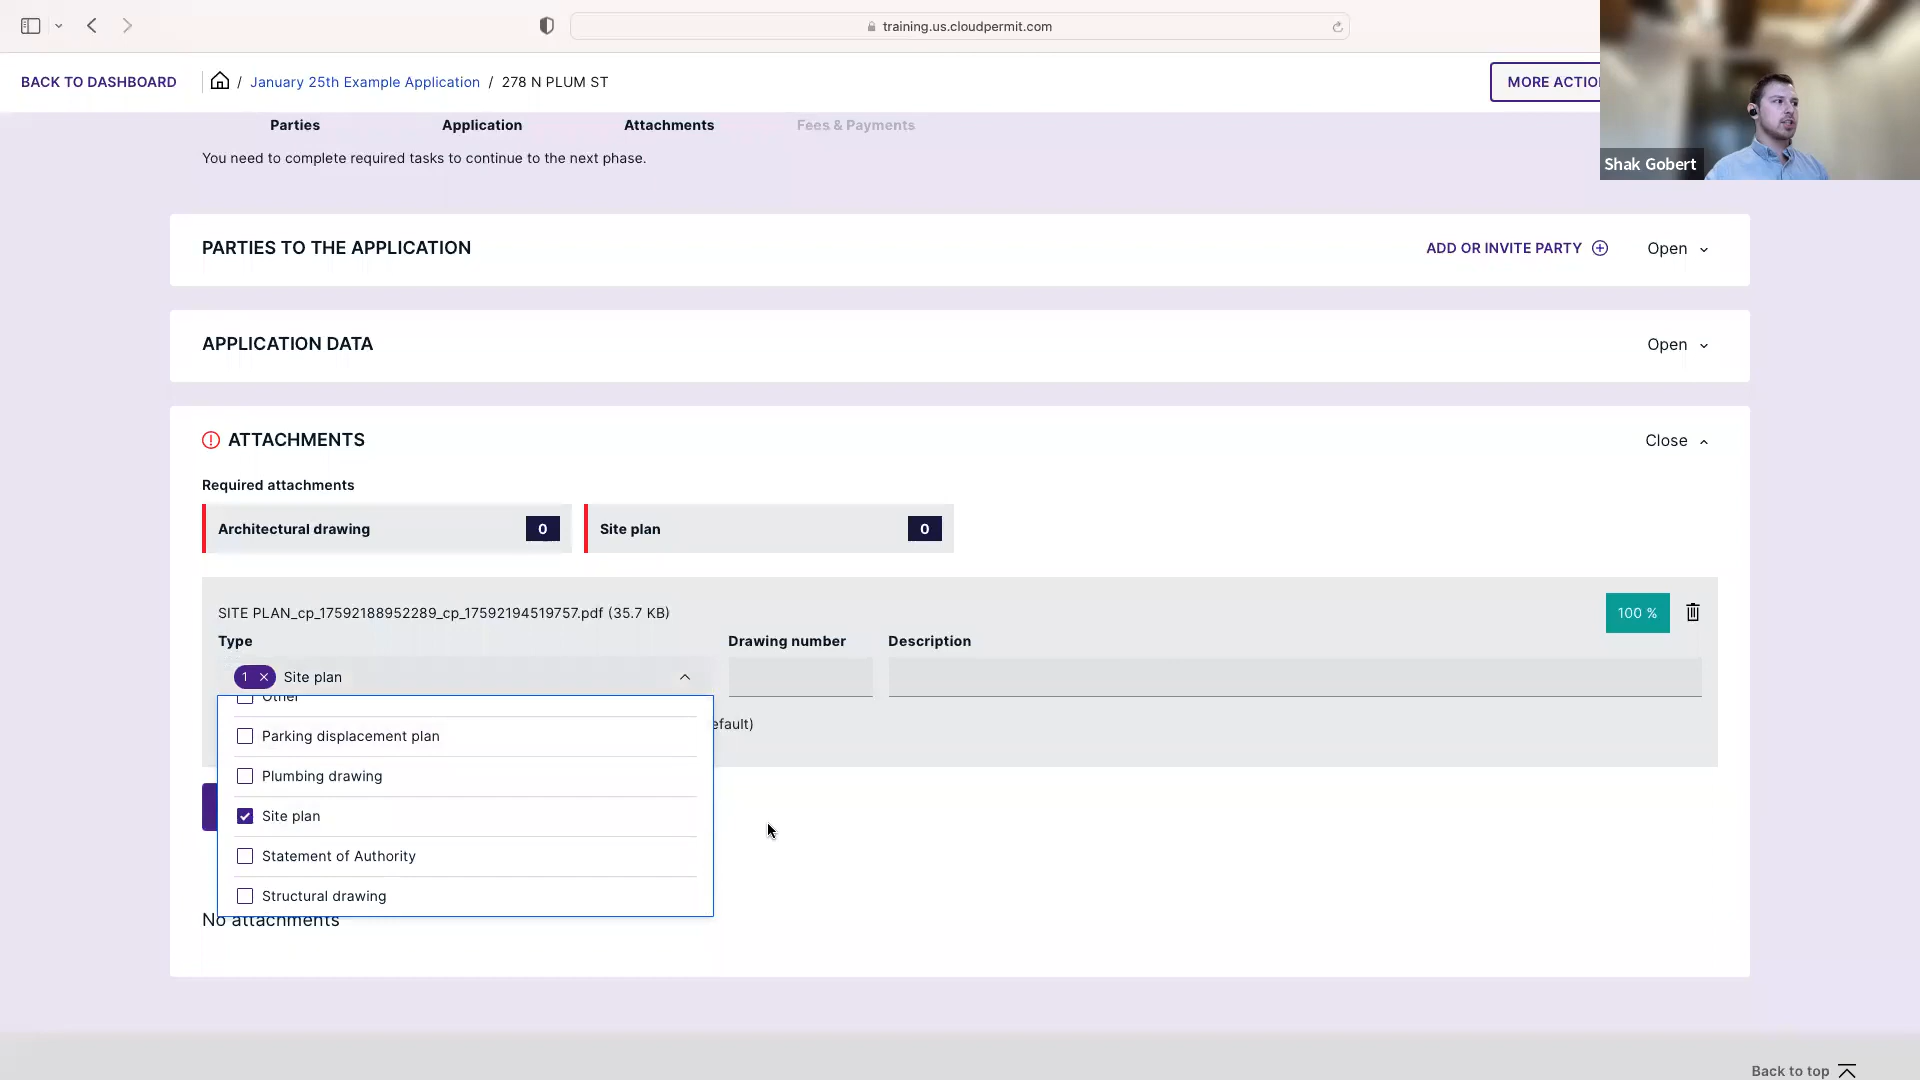 training.us.cloudpermit.com
BACK TO DASHBOARD / January 25th Example Application / 278 N PLUM ST
MORE ACTIO
Shak Gobert
Parties Application Attachments Fees & Payments
You need to complete required tasks to continue to the next phase.
PARTIES TO THE APPLICATION ADD OR INVITE PARTY Open
APPLICATION DATA Open
ATTACHMENTS Close
Required attachments
Architectural drawing 0 Site plan 0
SITE PLAN_cp_17592188952289_cp_17592194519757.pdf (35.7 KB) 100 %
Type Drawing number Description
1 × Site plan
Other
efault)
Parking displacement plan
Plumbing drawing
Site plan
Statement of Authority
Structural drawing
No attachments
Back to top